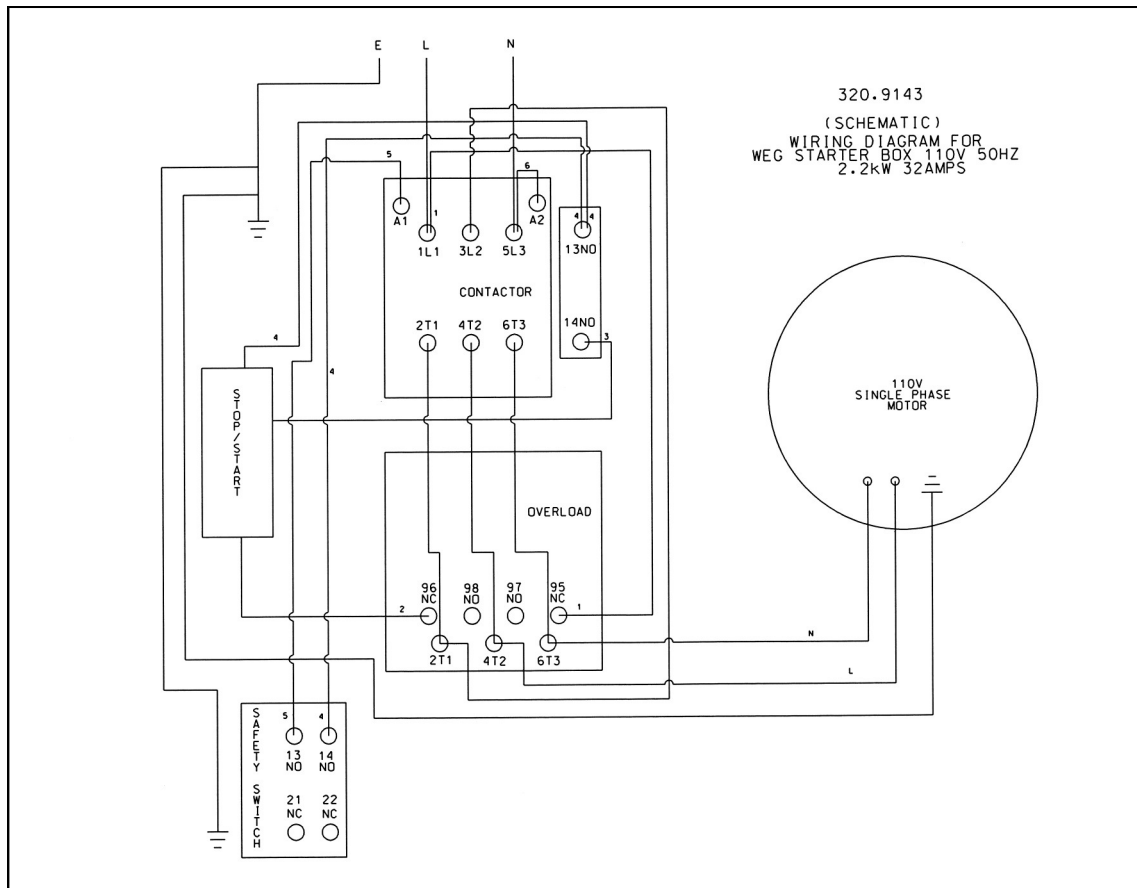 E L N
320.9143
(SCHEMATIC)
WIRING DIAGRAM FOR
WEG STARTER BOX 110V 50HZ
2.2kW 32AMPS
5
6
A1 1 A2 4 4
1L1 3L2 5L3 13NO
CONTACTOR
2T1 4T2 6T3 14NO
4 3
4
STOP/START
110V
SINGLE PHASE
MOTOR
OVERLOAD
96 98 97 95
NC NO NO NC
2 1
N
2T1 4T2 6T3
L
SAFETY SWITCH
5 4
13 14
NO NO
21 22
NC NC